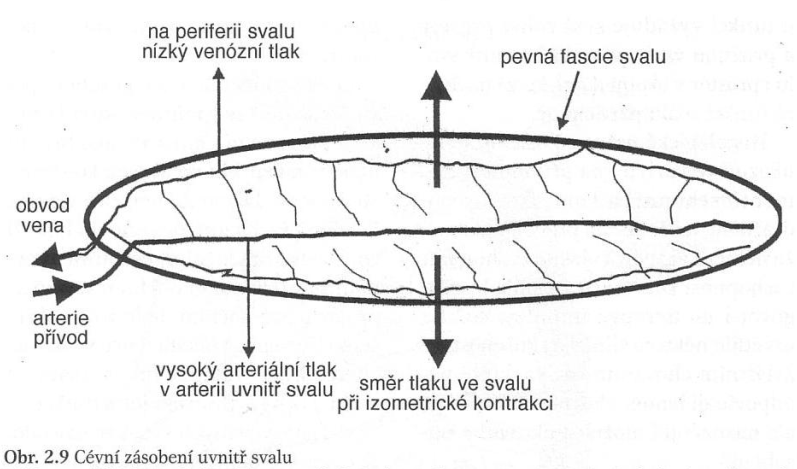 na periferii svalu
nízký venózní tlak
pevná fascie svalu
obvod
vena
arterie
přívod
vysoký arteriální tlak
v arterii uvnitř svalu
směr tlaku ve svalu
při izometrické kontrakci
Obr. 2.9 Cévní zásobení uvnitř svalu